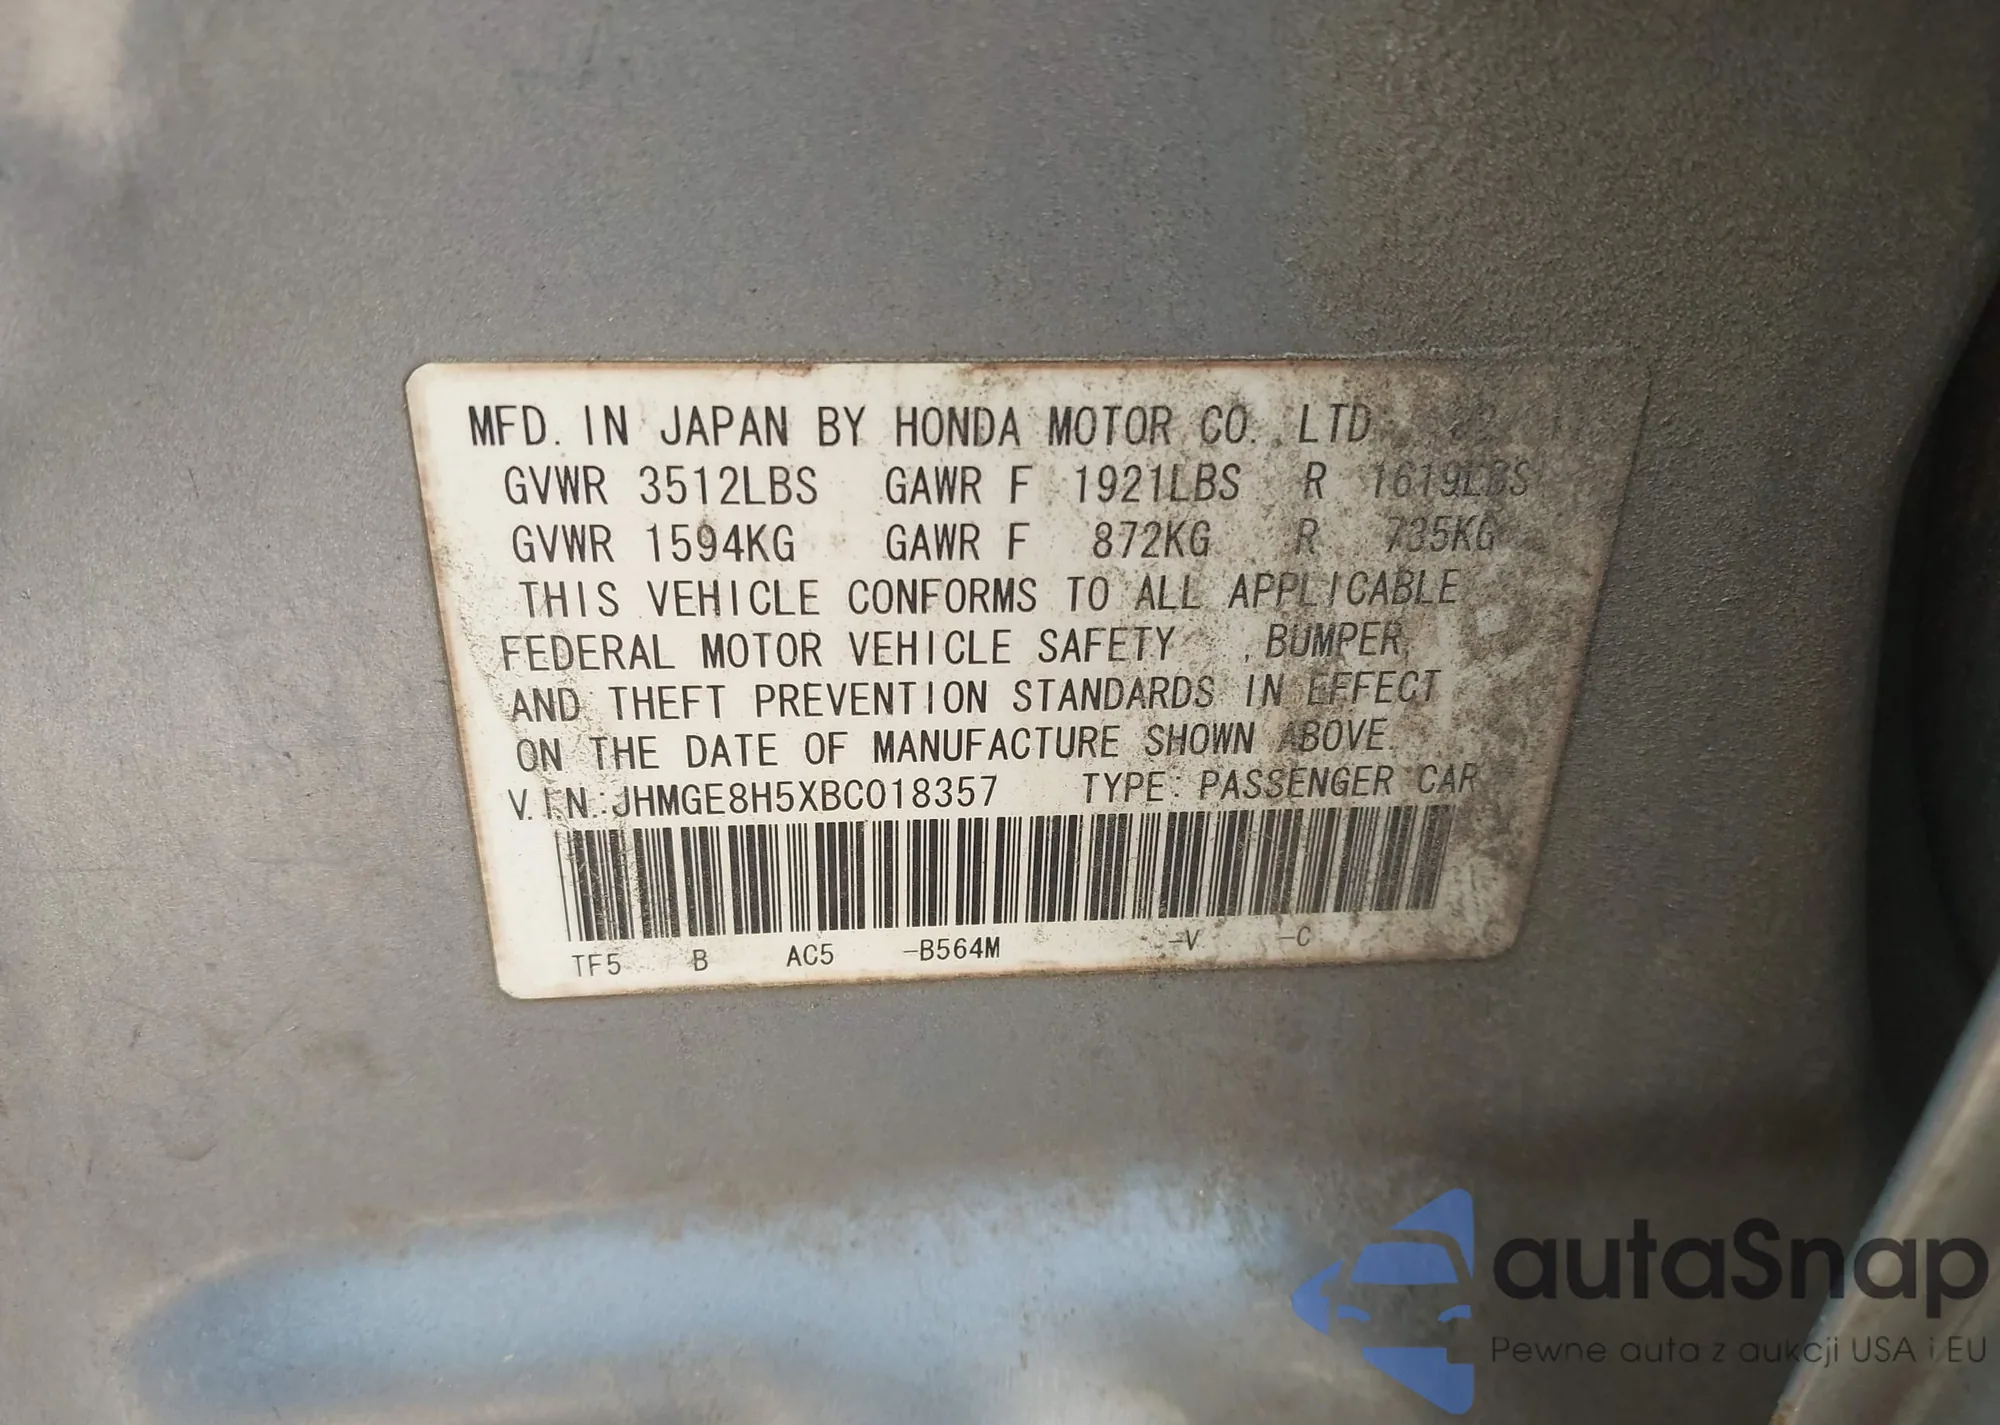 MFD. IN JAPAN BY HONDA MOTOR CO., LTD
GVWR 3512LBS GAWR F 1921LBS R 1619LBS
GVWR 1594KG GAWR F 872KG R 735KG
THIS VEHICLE CONFORMS TO ALL APPLICABLE
FEDERAL MOTOR VEHICLE SAFETY , BUMPER,
AND THEFT PREVENTION STANDARDS IN EFFECT
ON THE DATE OF MANUFACTURE SHOWN ABOVE.
V.I.N.: JHMGE8H5XBC018357 TYPE: PASSENGER CAR
TF5 B AC5 -B564M -V -C
autaSnap
Pewne auta z aukcji USA i EU